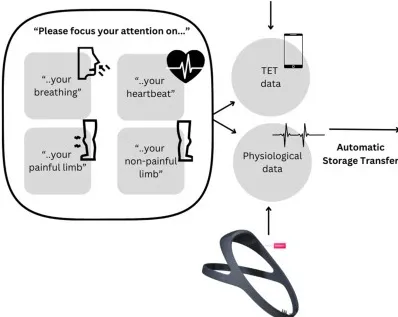 “Please focus your attention on...”
“..your
breathing”
“..your
heartbeat”
“..your
painful limb”
“..your
non-painful
limb”
TET
data
Physiological
data
Automatic
Storage Transfer